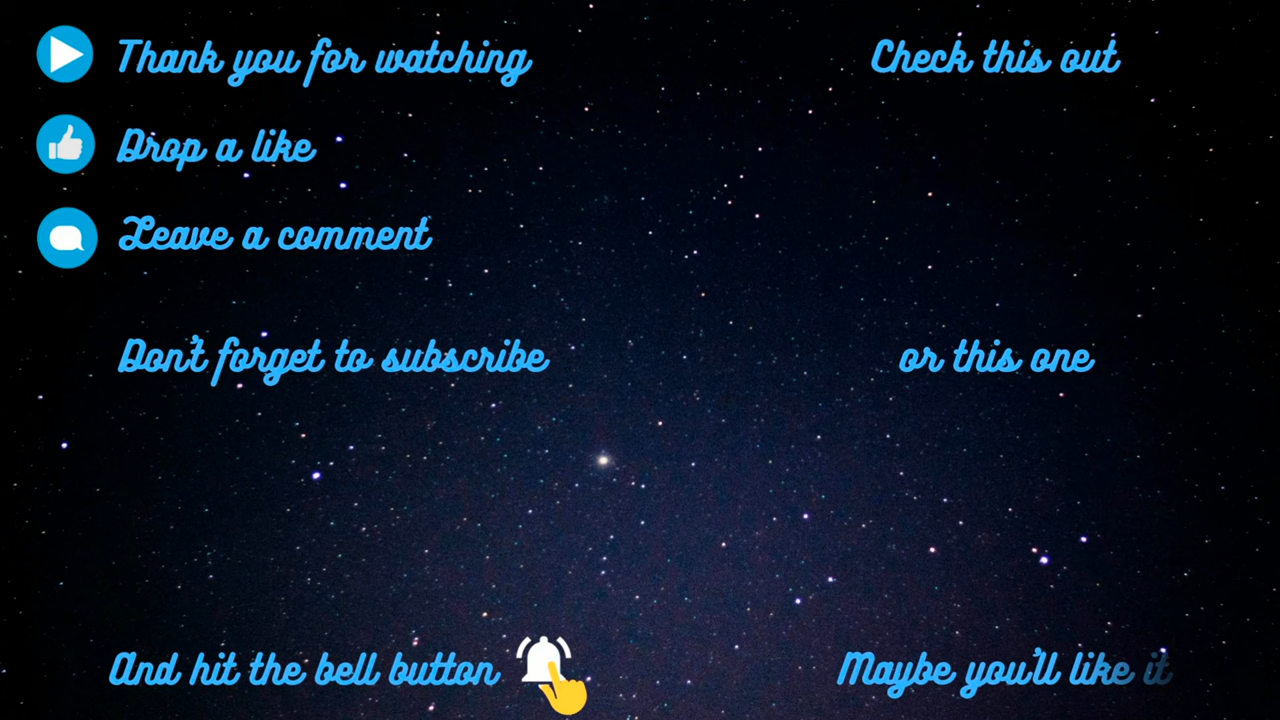 Thank you for watching
Drop a like
Leave a comment
Don't forget to subscribe
And hit the bell button
Check this out
or this one
Maybe you'll like it